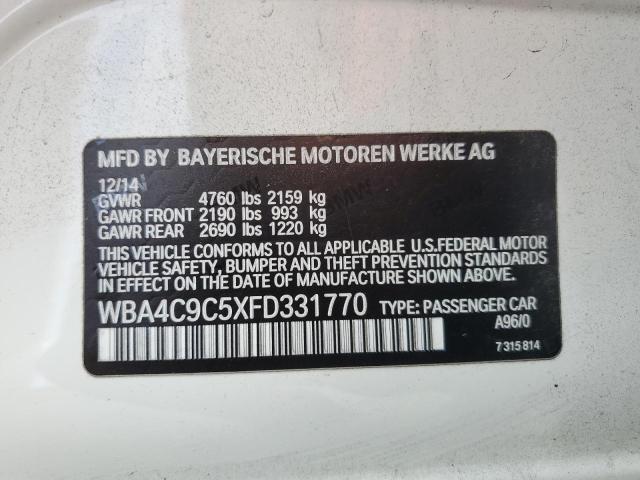 MFD BY BAYERISCHE MOTOREN WERKE AG
12/14
GVWR 4760 lbs 2159 kg
GAWR FRONT 2190 lbs 993 kg
GAWR REAR 2690 lbs 1220 kg
THIS VEHICLE CONFORMS TO ALL APPLICABLE U.S.FEDERAL MOTOR
VEHICLE SAFETY, BUMPER, AND THEFT PREVENTION STANDARDS
IN EFFECT ON THE DATE OF MANUFACTURE SHOWN ABOVE.
WBA4C9C5XFD331770 TYPE: PASSENGER CAR
A96/0
7 315 814